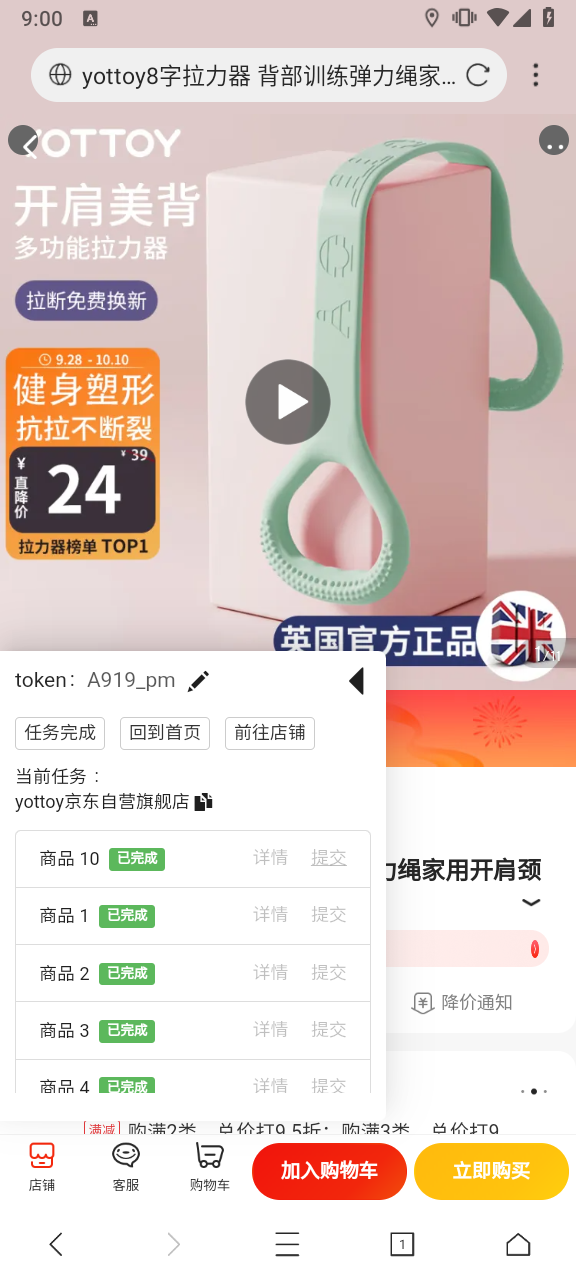 9:00
A
yottoy8字拉力器 背部训练弹力绳家...
YOTTOY
开肩美背
多功能拉力器
拉断免费换新
9.28 - 10.10
健身塑形
抗拉不断裂
¥39
¥ 直降价 24
拉力器榜单 TOP1
英国官方正品
token： A919_pm
任务完成 回到首页 前往店铺
当前任务：
yottoy京东自营旗舰店
商品 10 已完成 详情 提交
力绳家用开肩颈
商品 1 已完成 详情 提交
商品 2 已完成 详情 提交
降价通知
商品 3 已完成 详情 提交
商品 4 已完成 详情 提交
满减 购满2类，总价打9.5折；购满3类，总价打9
店铺 客服 购物车 加入购物车 立即购买
1